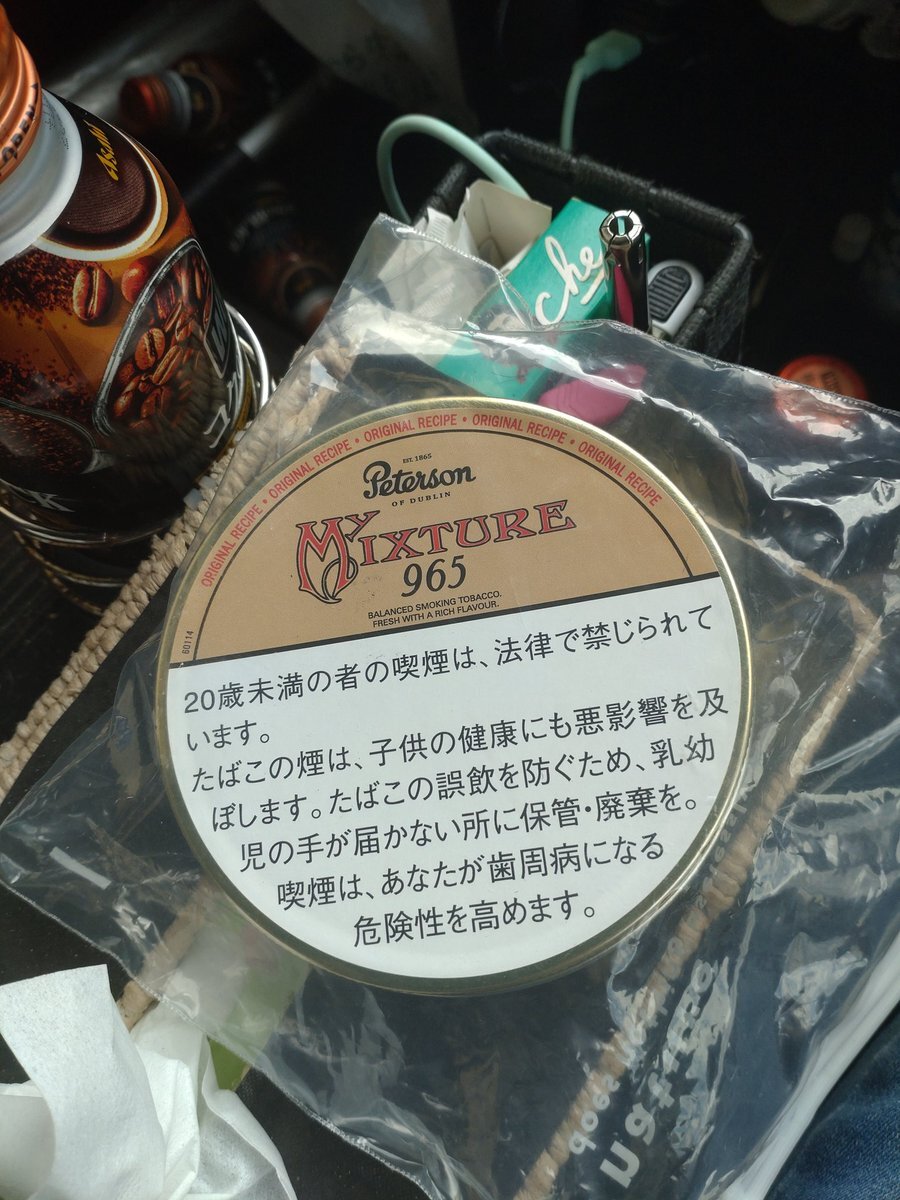 OPEN
Asahi
che
ORIGINAL RECIPE • ORIGINAL RECIPE • ORIGINAL RECIPE • ORIGINAL RECIPE • ORIGINAL RECIPE
EST. 1865
Peterson
OF DUBLIN
MY MIXTURE
965
BALANCED SMOKING TOBACCO.
FRESH WITH A RICH FLAVOUR.
60114
20歳未満の者の喫煙は、法律で禁じられて
います。
たばこの煙は、子供の健康にも悪影響を及
ぼします。たばこの誤飲を防ぐため、乳幼
児の手が届かない所に保管・廃棄を。
喫煙は、あなたが歯周病になる
危険性を高めます。